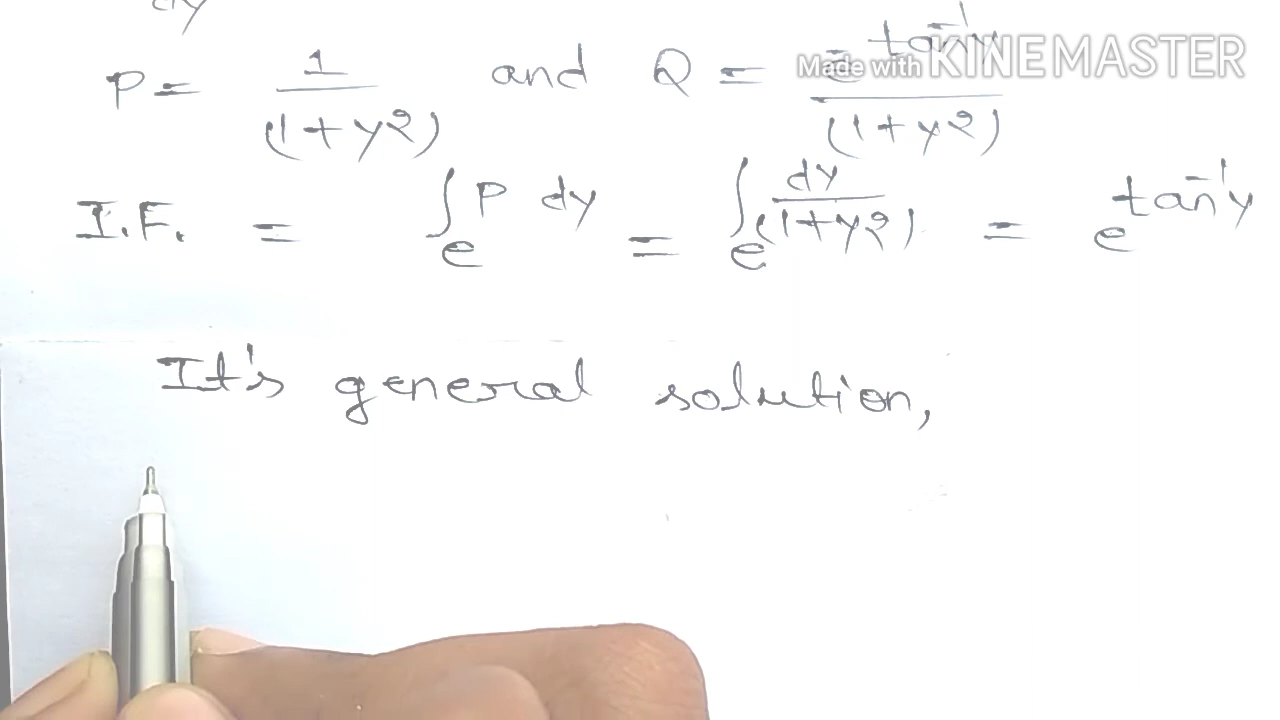 dy
P = 1/(1+y2) and Q = e^tan^-1y/(1+y2)
Made with KINEMASTER
I.F. = e^∫P dy = e^∫dy/(1+y2) = e^tan^-1y
It's general solution,